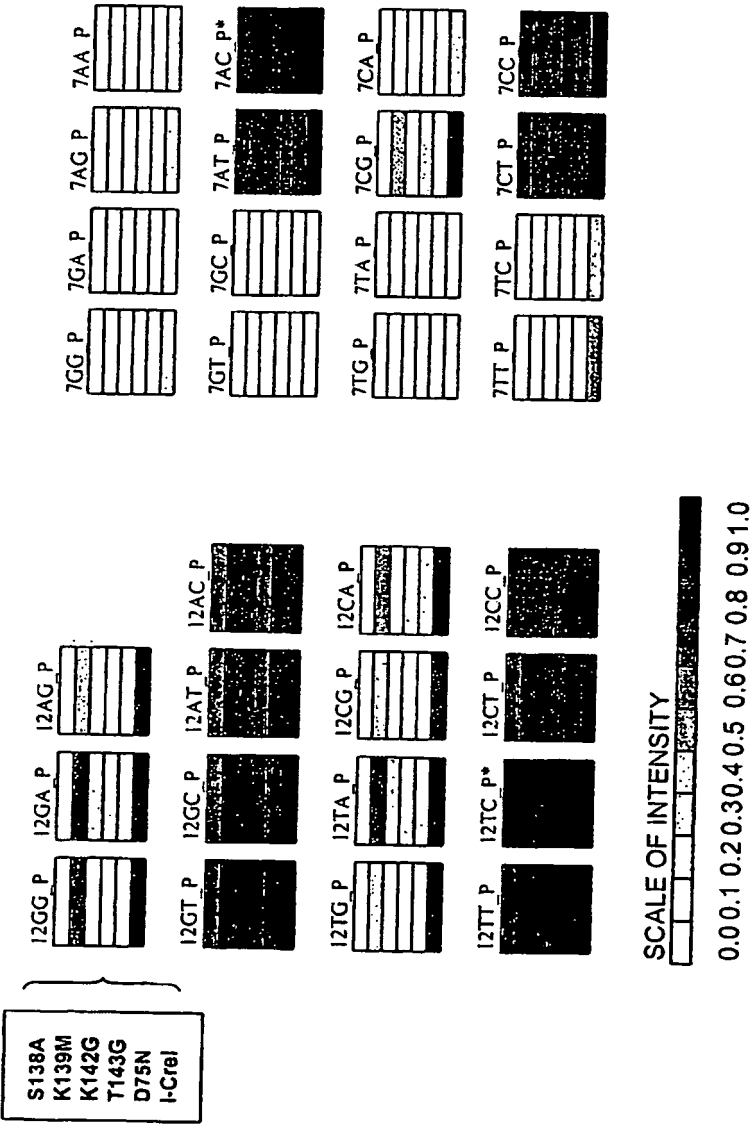 S138A
K139M
K142G
T143G
D75N
I-CreI
12GG_P 12GA_P 12AG_P
12GT_P 12GC_P 12AT_P 12AC_P
12TG_P 12TA_P 12CG_P 12CA_P
12TT_P 12TC_P* 12CT_P 12CC_P
SCALE OF INTENSITY
0.0 0.1 0.2 0.3 0.4 0.5 0.6 0.7 0.8 0.9 1.0
7GG_P 7GA_P 7AG_P 7AA_P
7GT_P 7GC_P 7AT_P 7AC_P*
7TG_P 7TA_P 7CG_P 7CA_P
7TT_P 7TC_P 7CT_P 7CC_P